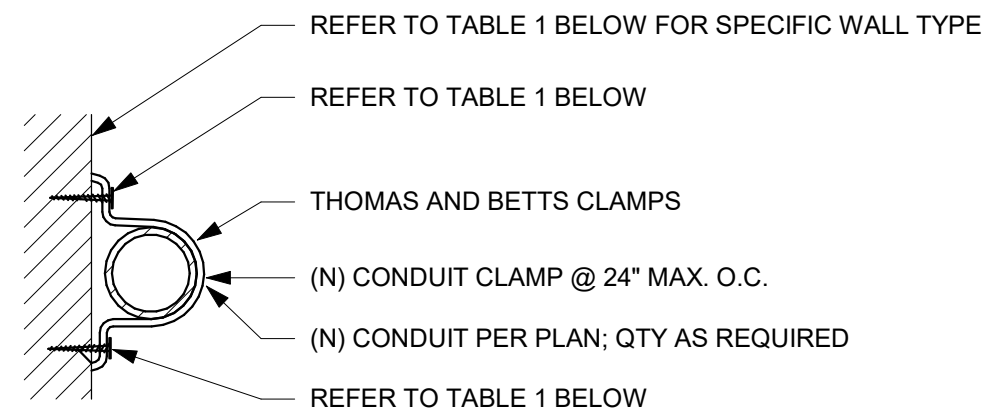 REFER TO TABLE 1 BELOW FOR SPECIFIC WALL TYPE
REFER TO TABLE 1 BELOW
THOMAS AND BETTS CLAMPS
(N) CONDUIT CLAMP @ 24" MAX. O.C.
(N) CONDUIT PER PLAN; QTY AS REQUIRED
REFER TO TABLE 1 BELOW